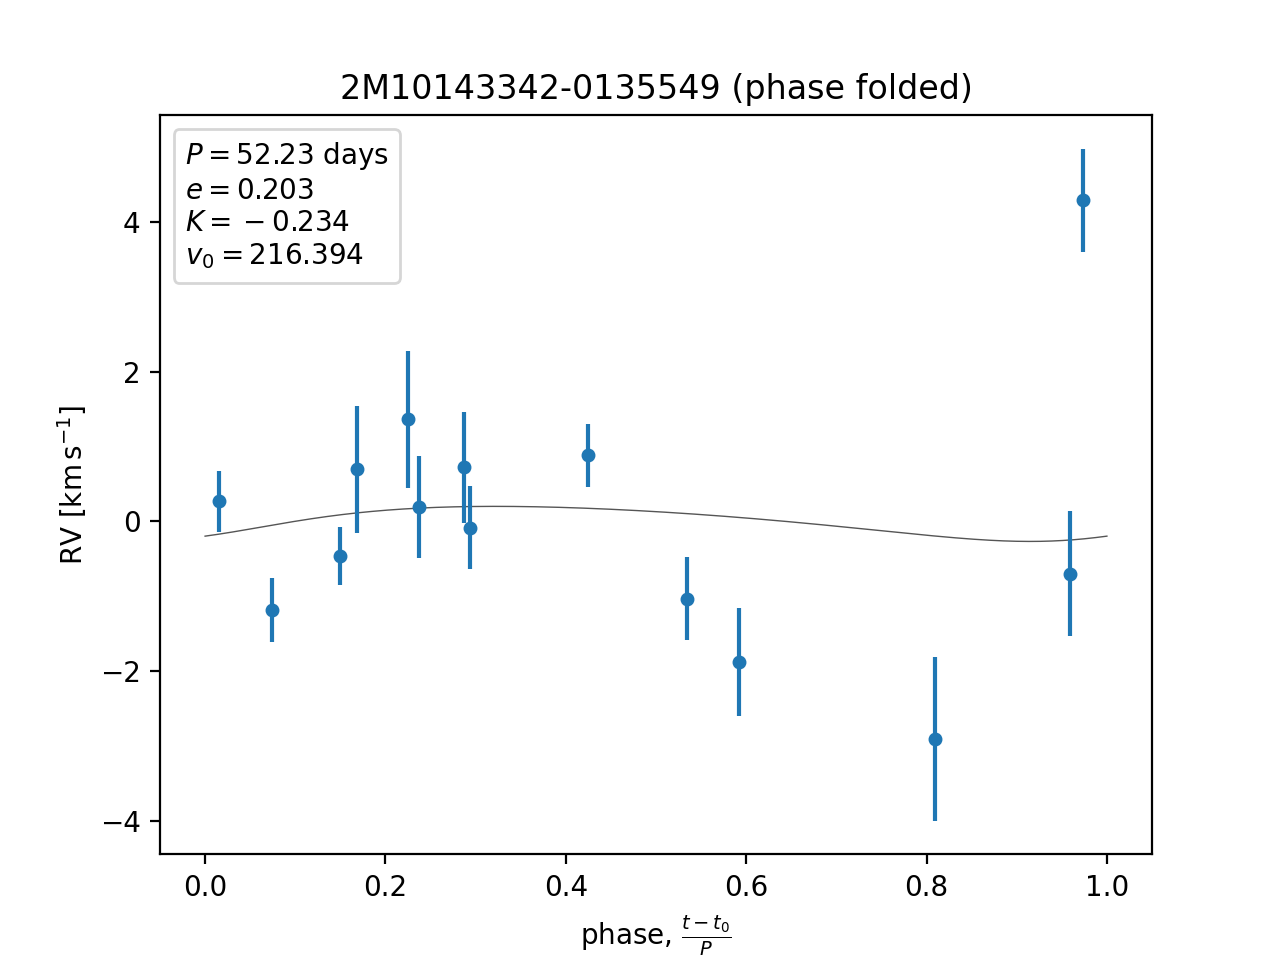 2M10143342-0135549 (phase folded)
P = 52.23 days
e = 0.203
K = −0.234
v₀ = 216.394
RV [km s⁻¹]
4
2
0
−2
−4
0.0 0.2 0.4 0.6 0.8 1.0
phase, (t − t₀)/P